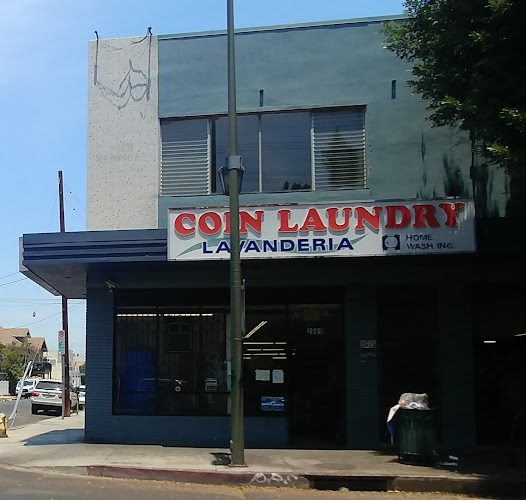 COIN LAUNDRY
LAVANDERIA
HOME
WASH INC.